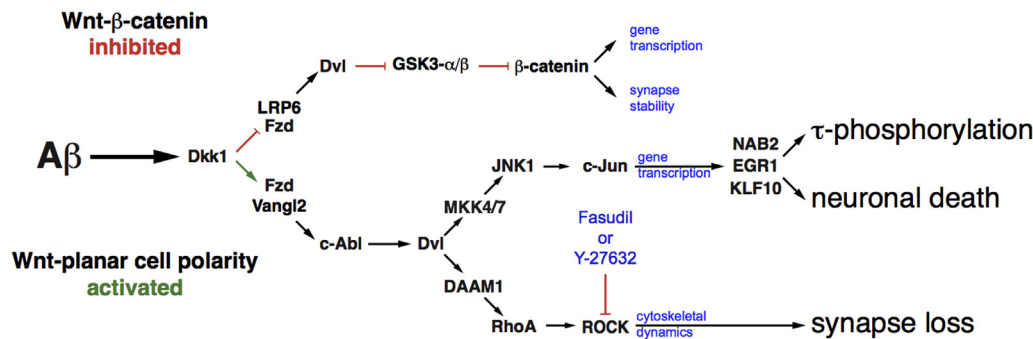 Wnt-β-catenin
inhibited
Dvl
GSK3-α/β
β-catenin
gene
transcription
synapse
stability
LRP6
Fzd
Aβ
Dkk1
Fzd
Vangl2
c-Abl
Dvl
MKK4/7
JNK1
c-Jun
gene
transcription
NAB2
EGR1
KLF10
τ-phosphorylation
neuronal death
Wnt-planar cell polarity
activated
Fasudil
or
Y-27632
DAAM1
RhoA
ROCK
cytoskeletal
dynamics
synapse loss